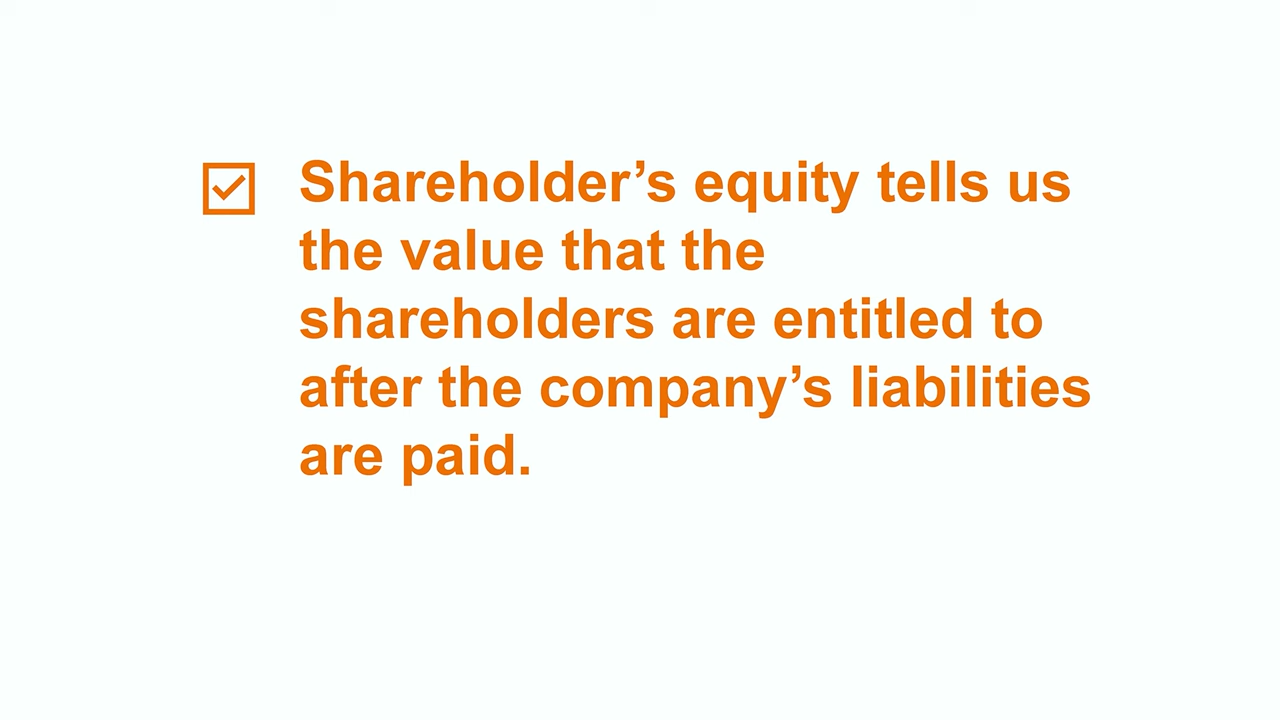 Shareholder’s equity tells us
the value that the
shareholders are entitled to
after the company’s liabilities
are paid.